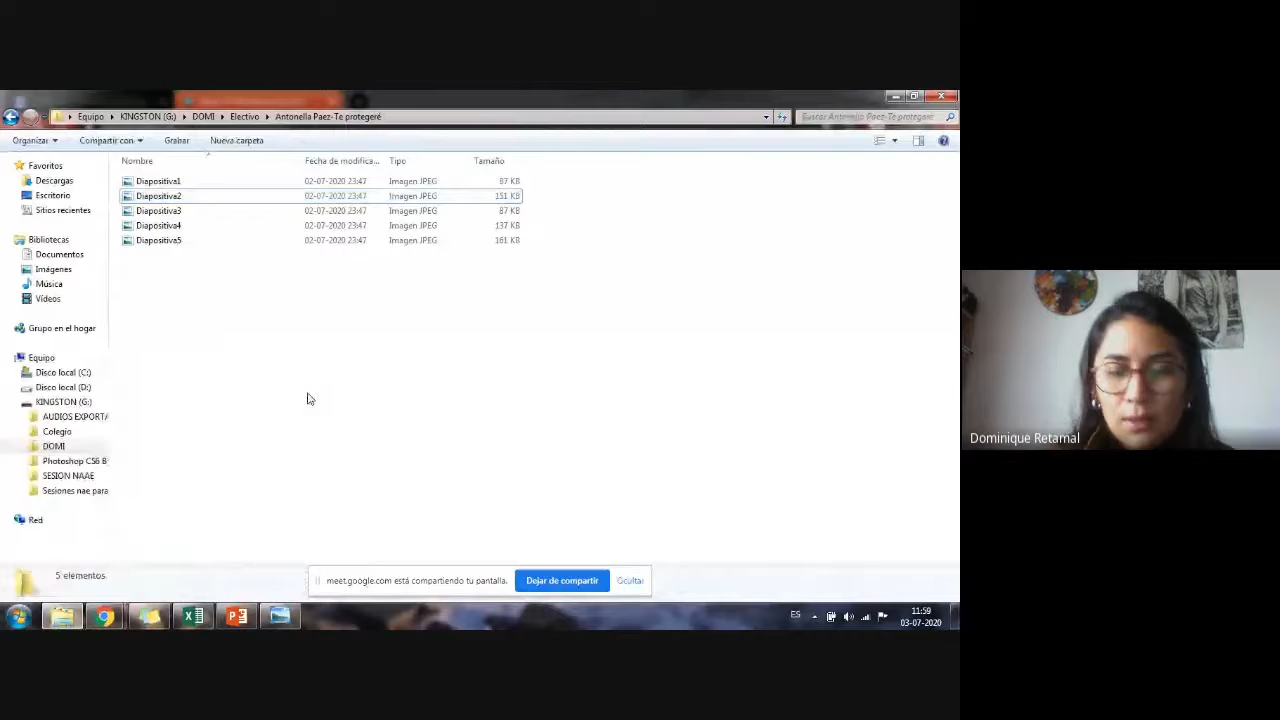 Equipo ▸ KINGSTON (G:) ▸ DOMI ▸ Electivo ▸ Antonella Paez-Te protegeré
Buscar Antonella Paez-Te protegeré
Organizar Compartir con Grabar Nueva carpeta
Nombre Fecha de modifica... Tipo Tamaño
Diapositiva1 02-07-2020 23:47 Imagen JPEG 87 KB
Diapositiva2 02-07-2020 23:47 Imagen JPEG 151 KB
Diapositiva3 02-07-2020 23:47 Imagen JPEG 87 KB
Diapositiva4 02-07-2020 23:47 Imagen JPEG 137 KB
Diapositiva5 02-07-2020 23:47 Imagen JPEG 161 KB
Favoritos
Descargas
Escritorio
Sitios recientes
Bibliotecas
Documentos
Imágenes
Música
Vídeos
Grupo en el hogar
Equipo
Disco local (C:)
Disco local (D:)
KINGSTON (G:)
AUDIOS EXPORTA
Colegio
DOMI
Photoshop CS6 B
SESION NAAE
Sesiones nae para
Red
5 elementos
meet.google.com está compartiendo tu pantalla. Dejar de compartir Ocultar
ES
11:59
03-07-2020
Dominique Retamal